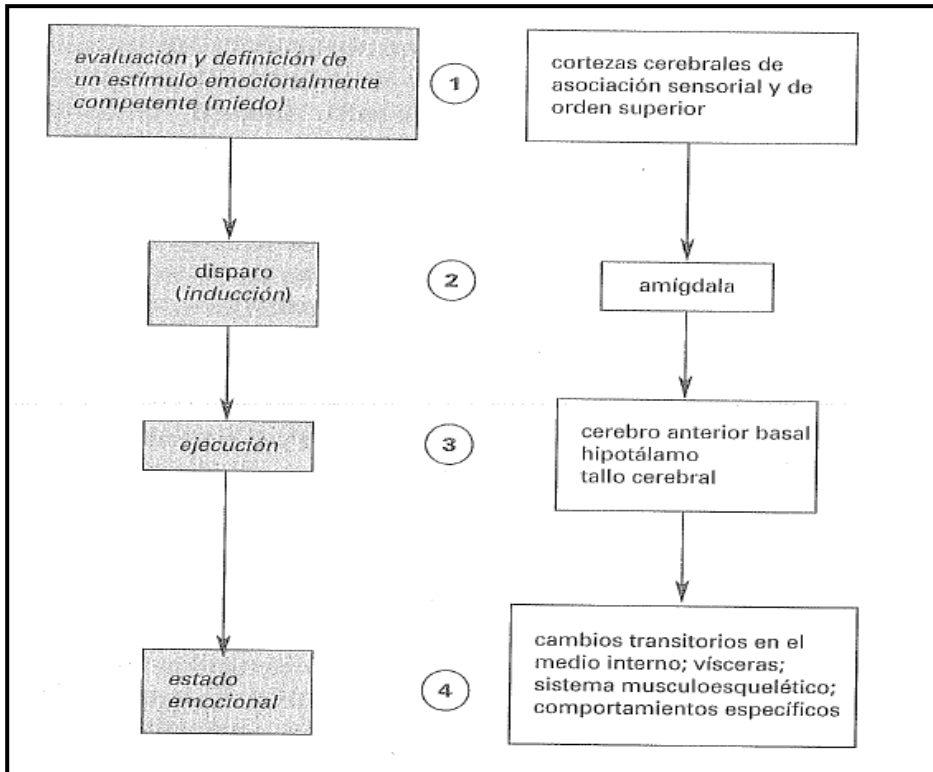 evaluación y definición de
un estímulo emocionalmente
competente (miedo)
1
cortezas cerebrales de
asociación sensorial y de
orden superior
disparo
(inducción)
2
amígdala
ejecución
3
cerebro anterior basal
hipotálamo
tallo cerebral
estado
emocional
4
cambios transitorios en el
medio interno; vísceras;
sistema musculoesquelético;
comportamientos específicos